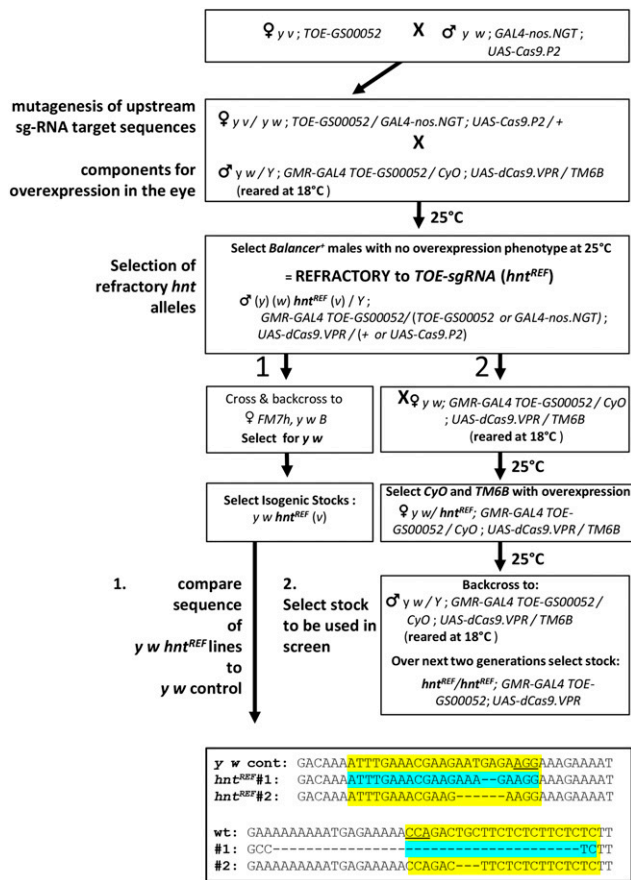 ♀ y v ; TOE-GS00052 X ♂ y w ; GAL4-nos.NGT ;
UAS-Cas9.P2
mutagenesis of upstream
sg-RNA target sequences
♀ y v / y w ; TOE-GS00052 / GAL4-nos.NGT ; UAS-Cas9.P2 / +
X
components for
overexpression in the eye
♂ y w / Y ; GMR-GAL4 TOE-GS00052 / CyO ; UAS-dCas9.VPR / TM6B
(reared at 18°C)
25°C
Selection of
refractory hnt
alleles
Select Balancer⁺ males with no overexpression phenotype at 25°C
= REFRACTORY to TOE-sgRNA (hntREF)
♂ (y) (w) hntREF (v) / Y ;
GMR-GAL4 TOE-GS00052/ (TOE-GS00052 or GAL4-nos.NGT) ;
UAS-dCas9.VPR / (+ or UAS-Cas9.P2)
1
2
Cross & backcross to
♀ FM7h, y w B
Select for y w
X♀ y w; GMR-GAL4 TOE-GS00052 / CyO
; UAS-dCas9.VPR / TM6B
(reared at 18°C)
25°C
Select Isogenic Stocks :
y w hntREF (v)
Select CyO and TM6B with overexpression
♀ y w/ hntREF; GMR-GAL4 TOE-
GS00052 / CyO ; UAS-dCas9.VPR / TM6B
25°C
1. compare
sequence
of
y w hntREF lines
to
y w control
2.
Select stock
to be used in
screen
Backcross to:
♂ y w / Y ; GMR-GAL4 TOE-GS00052 /
CyO ; UAS-dCas9.VPR / TM6B
(reared at 18°C)
Over next two generations select stock:
hntREF/hntREF; GMR-GAL4 TOE-
GS00052; UAS-dCas9.VPR
y w cont: GACAAAATTTGAAACGAAGAATGAGAAGGAAAGAAAAT
hntREF#1: GACAAAATTTGAAACGAAGAAA--GAAGGAAAGAAAAT
hntREF#2: GACAAAATTTGAAACGAAG------AAGGAAAGAAAAT
wt: GAAAAAAAAATGAGAAAAACCAGACTGCTTCTCTCTTCTCTCTT
#1: GCC-----------------------------------TCTT
#2: GAAAAAAAAATGAGAAAAACCAGAC---TTCTCTCTTCTCTCTT